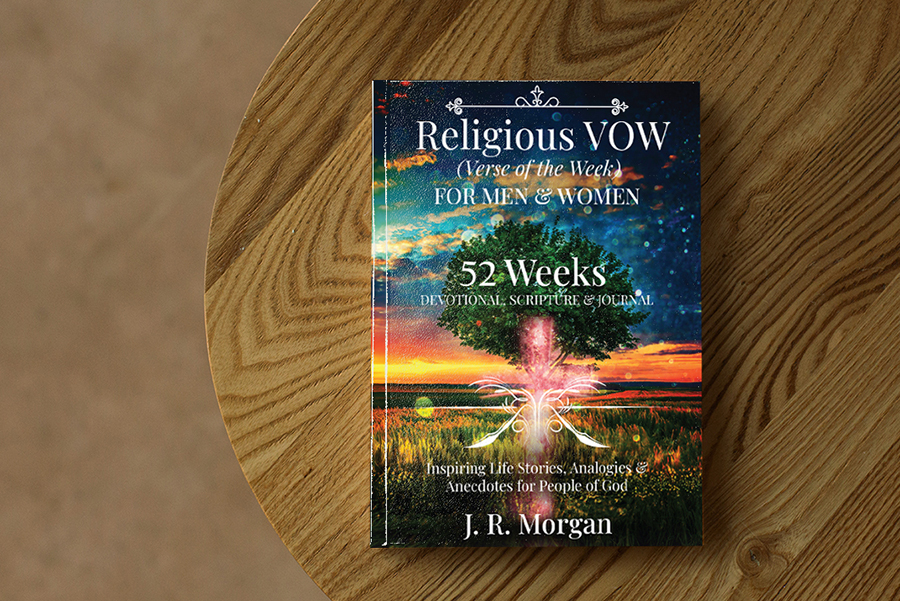 Religious VOW
(Verse of the Week)
FOR MEN & WOMEN
52 Weeks
DEVOTIONAL, SCRIPTURE & JOURNAL
Inspiring Life Stories, Analogies &
Anecdotes for People of God
J. R. Morgan